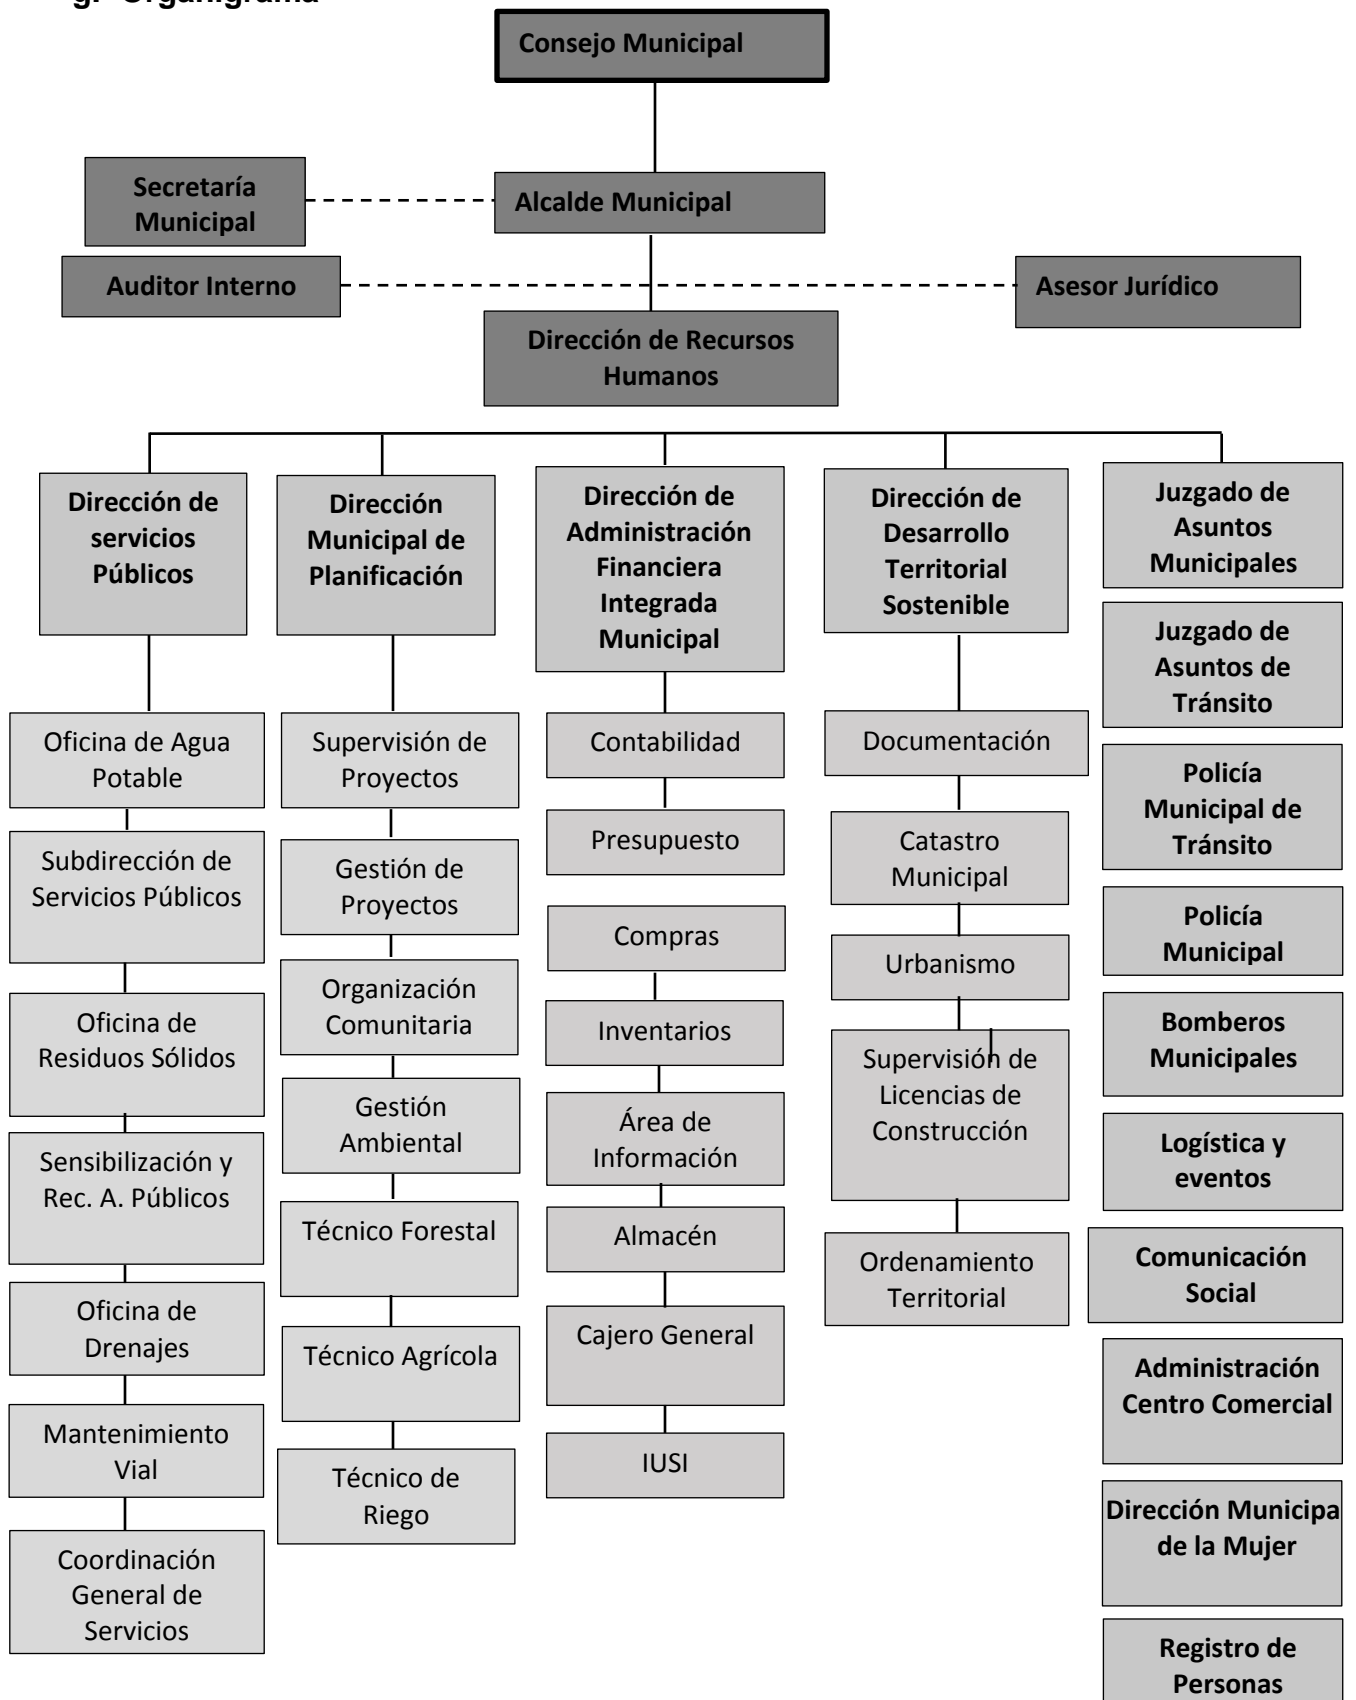 g. Organigrama
Consejo Municipal
Secretaría
Municipal
Alcalde Municipal
Auditor Interno
Asesor Jurídico
Dirección de Recursos
Humanos
Dirección de
servicios
Públicos
Oficina de Agua
Potable
Subdirección de
Servicios Públicos
Oficina de
Residuos Sólidos
Sensibilización y
Rec. A. Públicos
Oficina de
Drenajes
Mantenimiento
Vial
Coordinación
General de
Servicios
Dirección
Municipal de
Planificación
Supervisión de
Proyectos
Gestión de
Proyectos
Organización
Comunitaria
Gestión
Ambiental
Técnico Forestal
Técnico Agrícola
Técnico de
Riego
Dirección de
Administración
Financiera
Integrada
Municipal
Contabilidad
Presupuesto
Compras
Inventarios
Área de
Información
Almacén
Cajero General
IUSI
Dirección de
Desarrollo
Territorial
Sostenible
Documentación
Catastro
Municipal
Urbanismo
Supervisión de
Licencias de
Construcción
Ordenamiento
Territorial
Juzgado de
Asuntos
Municipales
Juzgado de
Asuntos de
Tránsito
Policía
Municipal de
Tránsito
Policía
Municipal
Bomberos
Municipales
Logística y
eventos
Comunicación
Social
Administración
Centro Comercial
Dirección Municipa
de la Mujer
Registro de
Personas